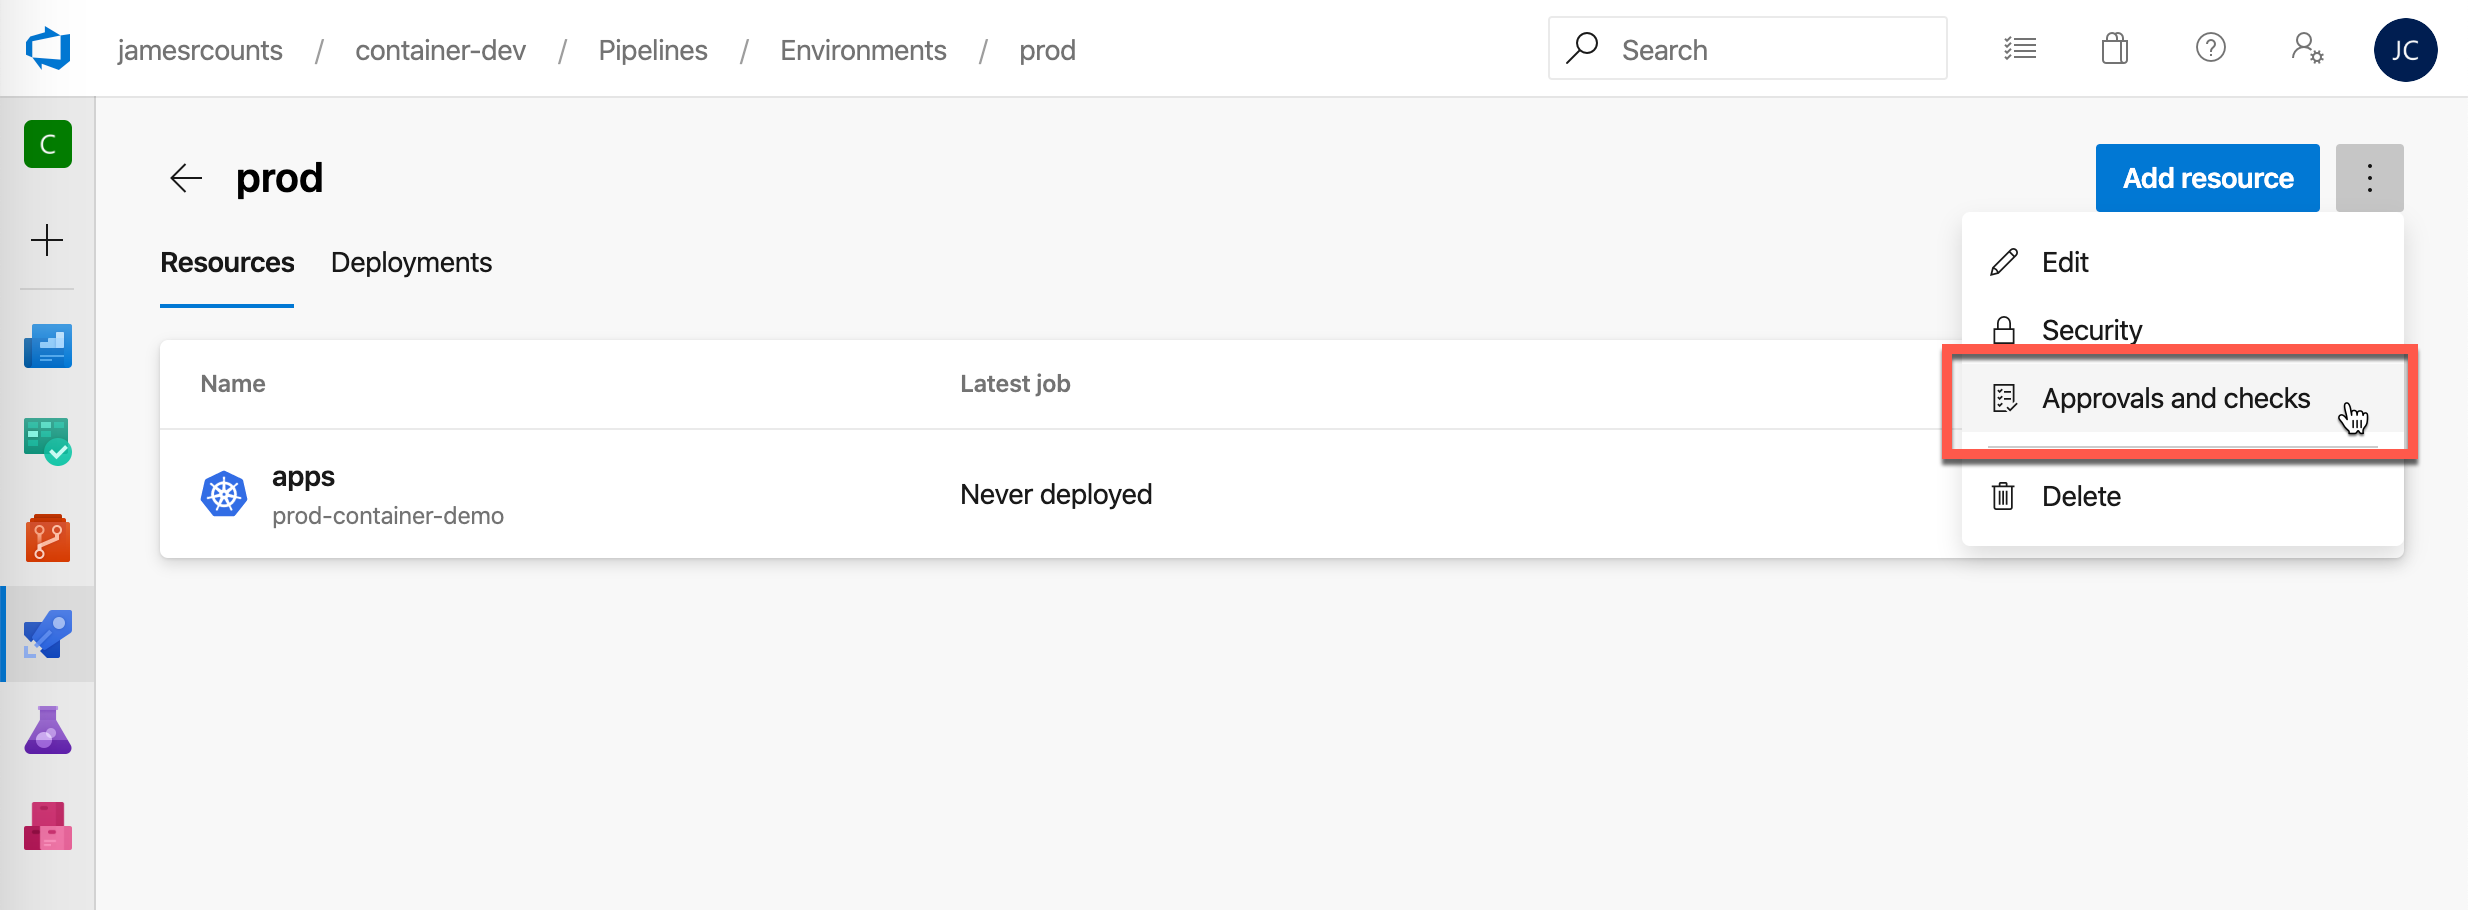 jamesrcounts / container-dev / Pipelines / Environments / prod
Search
JC
C
prod
Add resource
Resources Deployments
Edit
Security
Approvals and checks
Delete
Name Latest job
apps
prod-container-demo
Never deployed